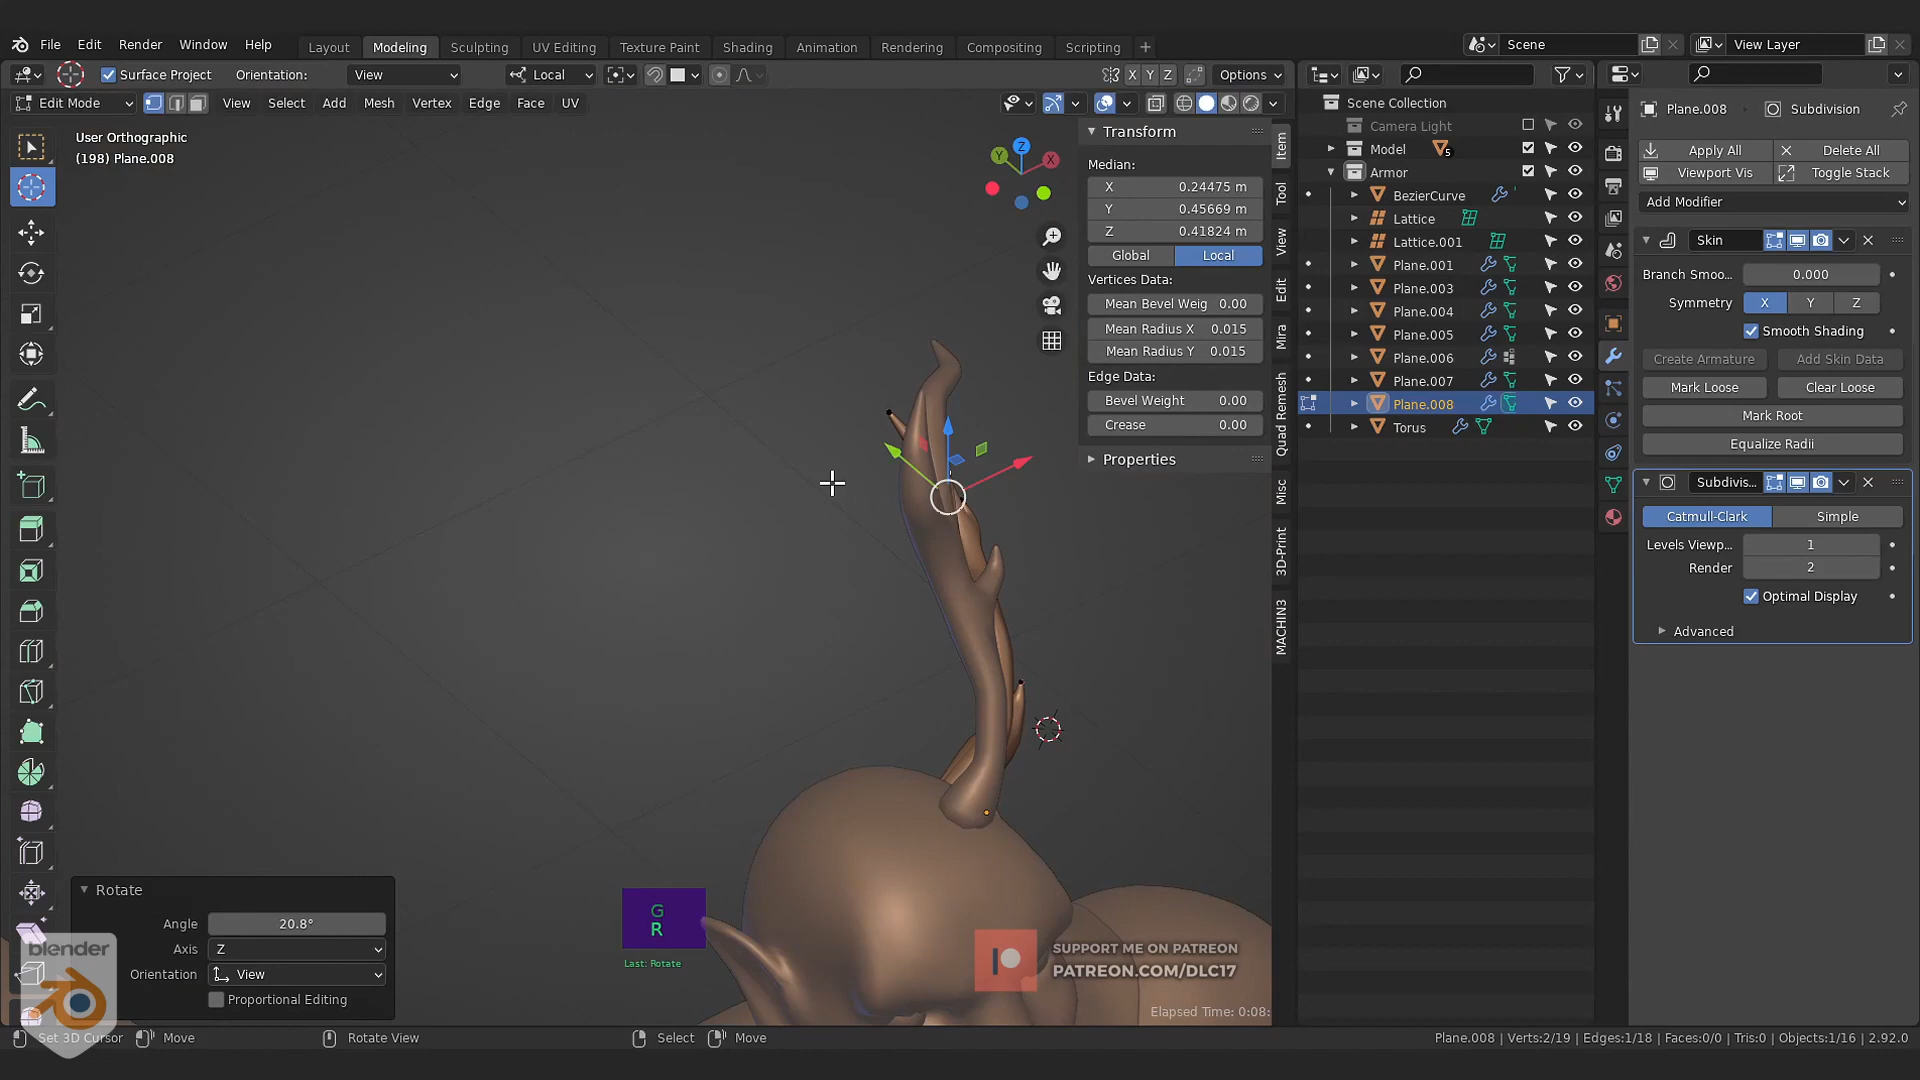 File Edit Render Window Help
Layout Modeling Sculpting UV Editing Texture Paint Shading Animation Rendering Compositing Scripting +
Scene
View Layer
Surface Project Orientation: View Local X Y Z Options
Edit Mode View Select Add Mesh Vertex Edge Face UV
User Orthographic
(198) Plane.008
Z
Y
X
Transform
Median:
X 0.24475 m
Y 0.45669 m
Z 0.41824 m
Global Local
Vertices Data:
Mean Bevel Weig 0.00
Mean Radius X 0.015
Mean Radius Y 0.015
Edge Data:
Bevel Weight 0.00
Crease 0.00
Properties
Item
Tool
View
Edit
Mira
Quad Remesh
Misc
3D-Print
MACHIN3
Scene Collection
Camera Light
Model 5
Armor
BezierCurve
Lattice
Lattice.001
Plane.001
Plane.003
Plane.004
Plane.005
Plane.006
Plane.007
Plane.008
Torus
Plane.008 Subdivision
Apply All Delete All
Viewport Vis Toggle Stack
Add Modifier
Skin
Branch Smoo... 0.000
Symmetry X Y Z
Smooth Shading
Create Armature Add Skin Data
Mark Loose Clear Loose
Mark Root
Equalize Radii
Subdivis...
Catmull-Clark Simple
Levels Viewp... 1
Render 2
Optimal Display
Advanced
Rotate
Angle 20.8°
Axis Z
Orientation View
Proportional Editing
blender
G
R
Last: Rotate
SUPPORT ME ON PATREON
PATREON.COM/DLC17
Elapsed Time: 0:08:
Set 3D Cursor Move Rotate View Select Move
Plane.008 | Verts:2/19 | Edges:1/18 | Faces:0/0 | Tris:0 | Objects:1/16 | 2.92.0